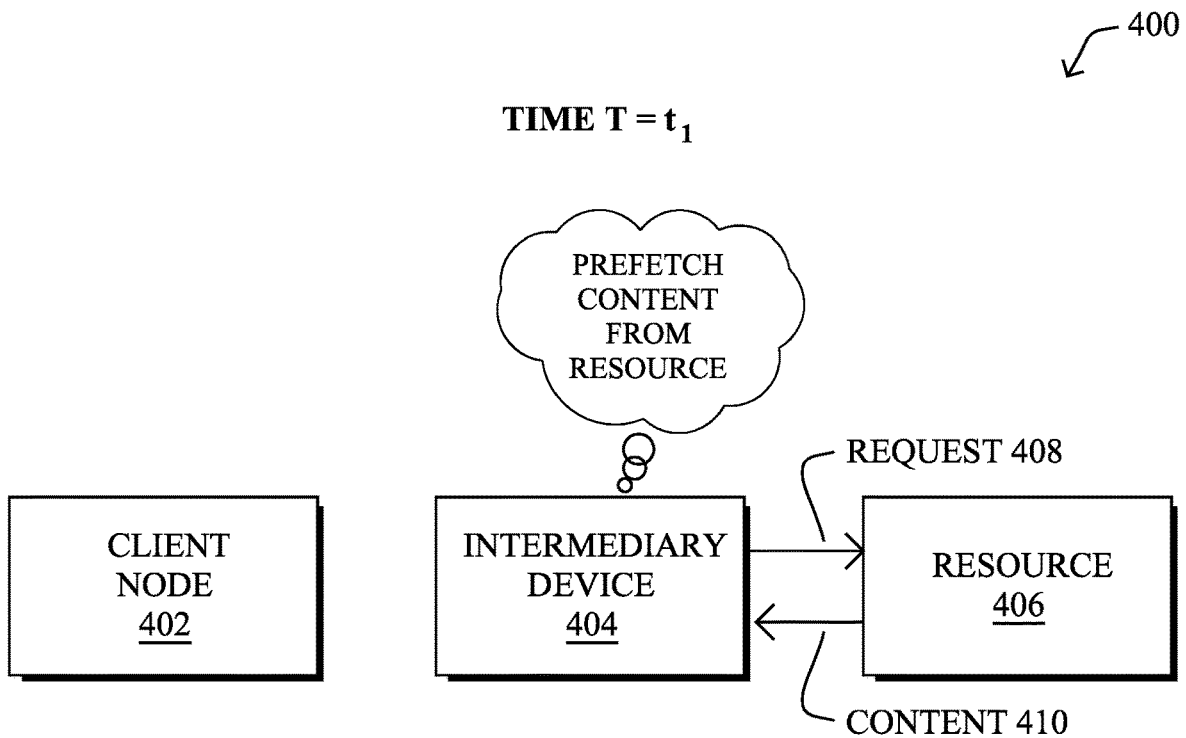 400
TIME T = t₁
PREFETCH
CONTENT
FROM
RESOURCE
REQUEST 408
CLIENT
NODE
402
INTERMEDIARY
DEVICE
404
RESOURCE
406
CONTENT 410